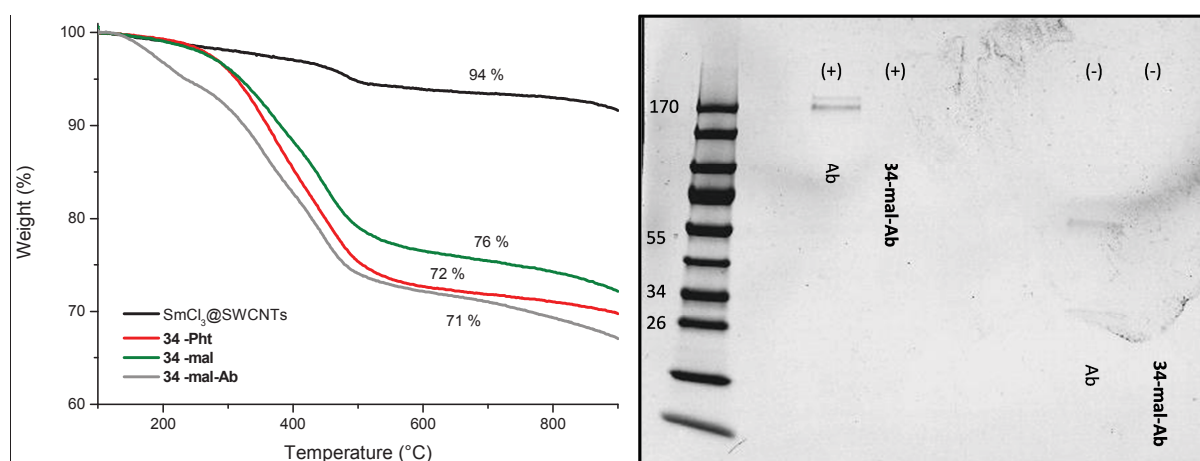 100
90
80
70
60
Weight (%)
94 %
76 %
72 %
71 %
SmCl₃@SWCNTs
34 -Pht
34 -mal
34 -mal-Ab
200
400
600
800
Temperature (°C)
(+)
(+)
(-)
(-)
170
55
34
26
Ab
34-mal-Ab
Ab
34-mal-Ab